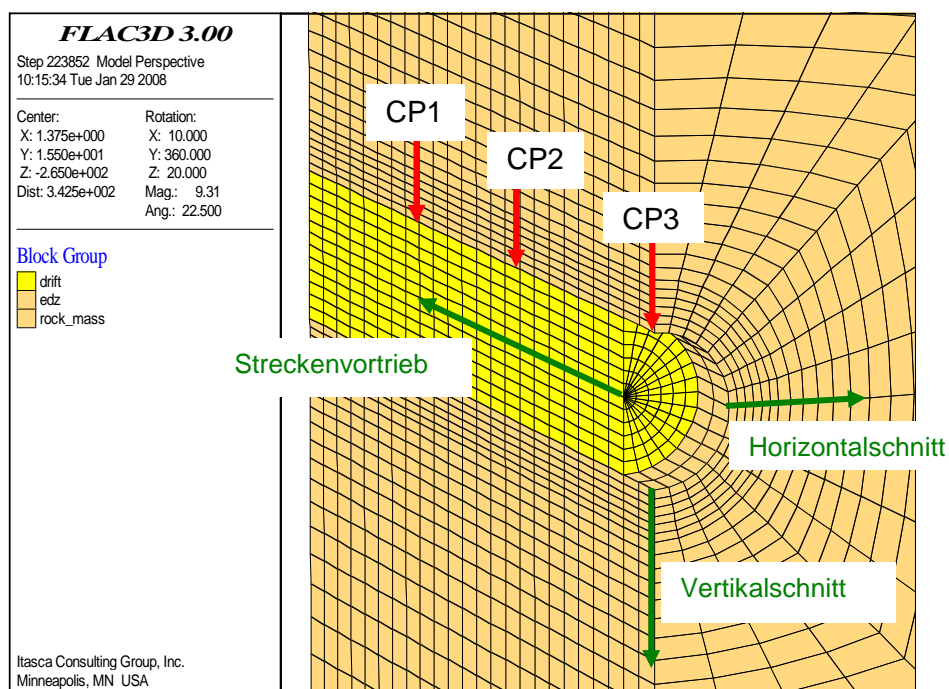 FLAC3D 3.00
Step 223852 Model Perspective
10:15:34 Tue Jan 29 2008
Center:
X: 1.375e+000
Y: 1.550e+001
Z: -2.650e+002
Dist: 3.425e+002
Rotation:
X: 10.000
Y: 360.000
Z: 20.000
Mag.: 9.31
Ang.: 22.500
Block Group
drift
edz
rock_mass
CP1
CP2
CP3
Streckenvortrieb
Horizontalschnitt
Vertikalschnitt
Itasca Consulting Group, Inc.
Minneapolis, MN USA